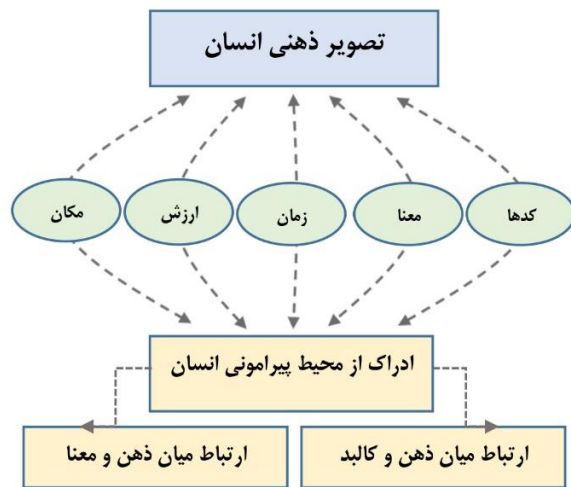 تصویر ذهنی انسان
کدها
معنا
زمان
ارزش
مکان
ادراک از محیط پیرامونی انسان
ارتباط میان ذهن و کالبد
ارتباط میان ذهن و معنا